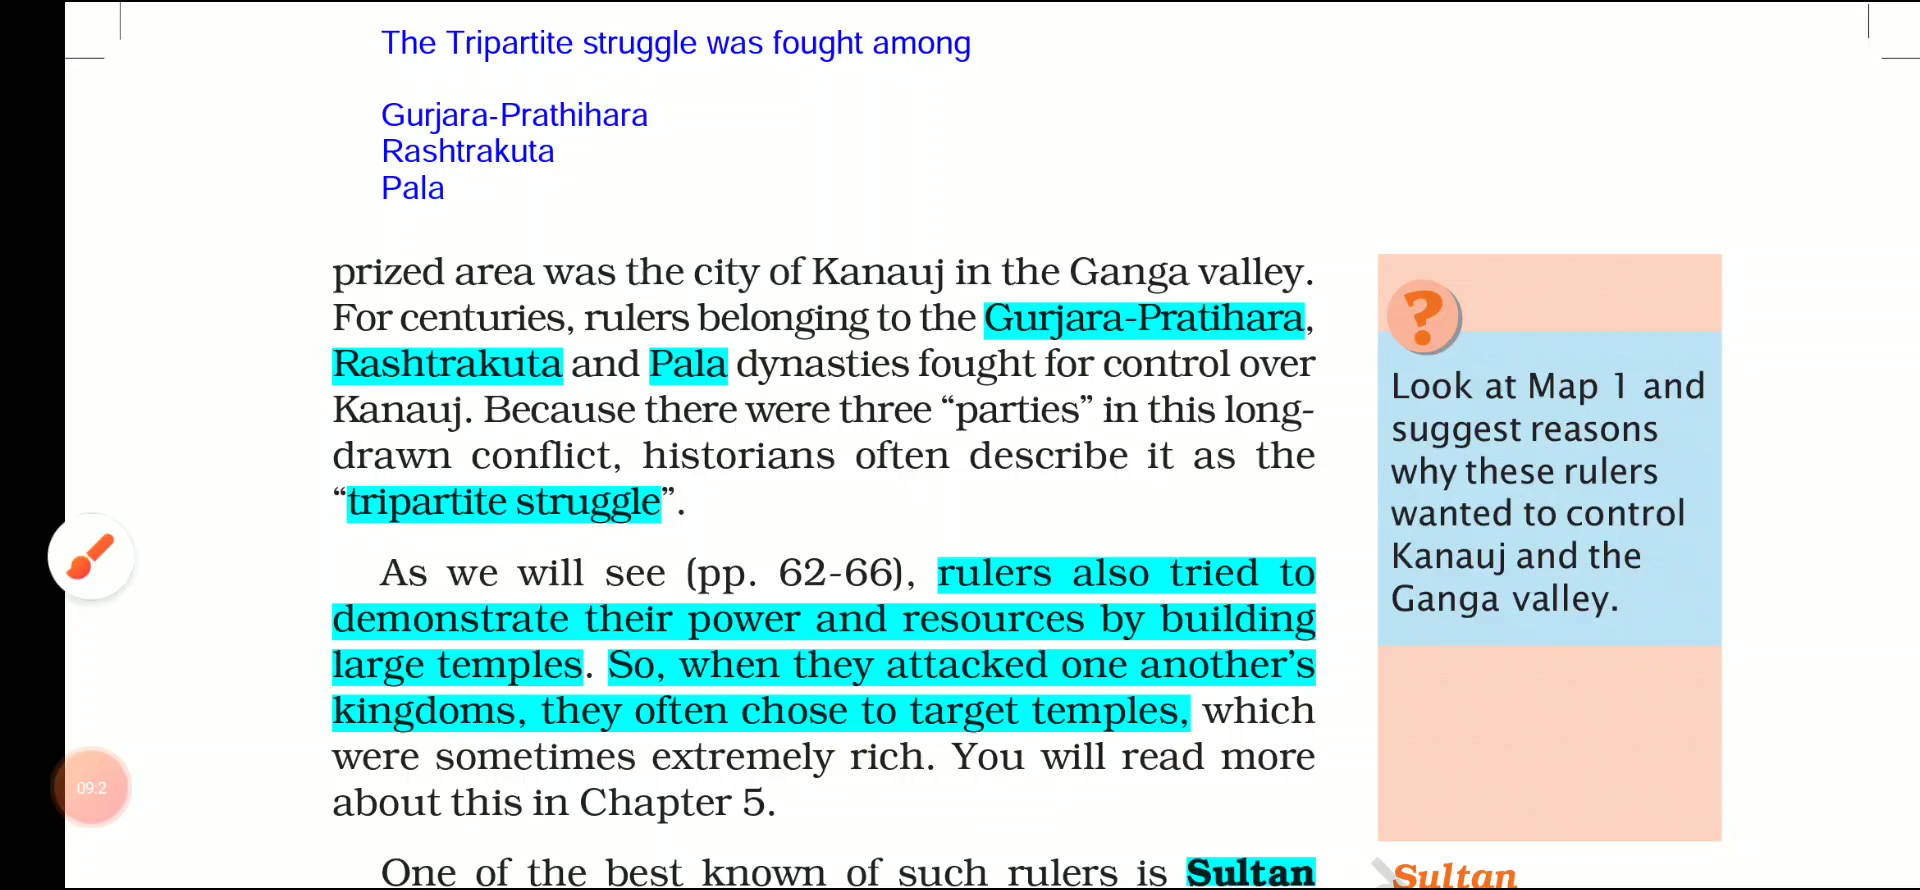 The Tripartite struggle was fought among
Gurjara-Prathihara
Rashtrakuta
Pala
prized area was the city of Kanauj in the Ganga valley.
For centuries, rulers belonging to the Gurjara-Pratihara,
Rashtrakuta and Pala dynasties fought for control over
Kanauj. Because there were three “parties” in this long-
drawn conflict, historians often describe it as the
“tripartite struggle”.
As we will see (pp. 62-66), rulers also tried to
demonstrate their power and resources by building
large temples. So, when they attacked one another’s
kingdoms, they often chose to target temples, which
were sometimes extremely rich. You will read more
about this in Chapter 5.
One of the best known of such rulers is Sultan
?
Look at Map 1 and
suggest reasons
why these rulers
wanted to control
Kanauj and the
Ganga valley.
Sultan
09:2